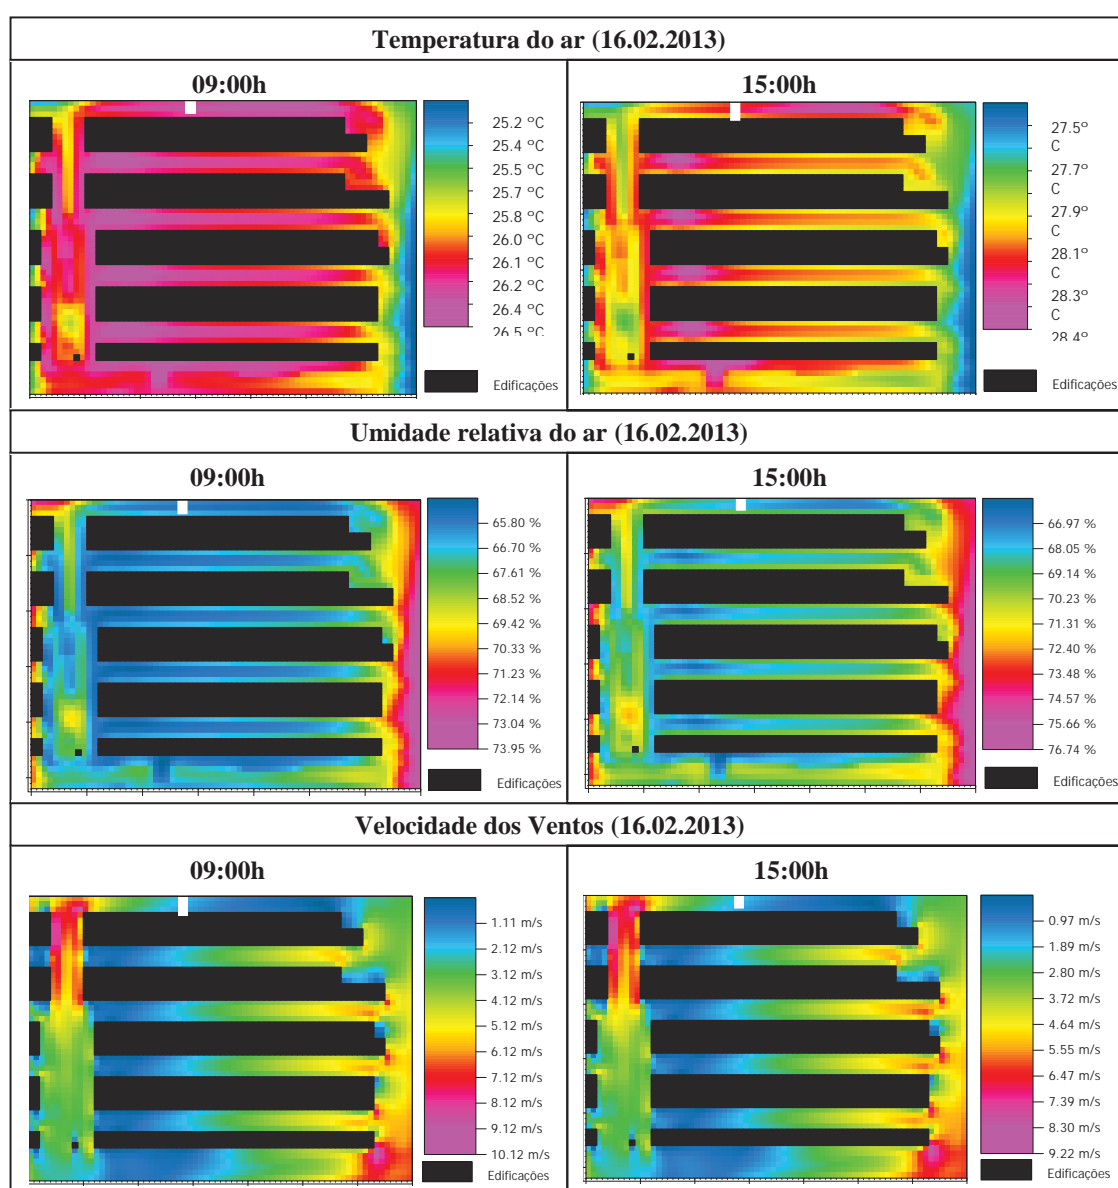 Temperatura do ar (16.02.2013)
09:00h
25.2 °C
25.4 °C
25.5 °C
25.7 °C
25.8 °C
26.0 °C
26.1 °C
26.2 °C
26.4 °C
26.5 °C
Edificações
15:00h
27.5°
C
27.7°
C
27.9°
C
28.1°
C
28.3°
C
28.4°
Edificações
Umidade relativa do ar (16.02.2013)
09:00h
65.80 %
66.70 %
67.61 %
68.52 %
69.42 %
70.33 %
71.23 %
72.14 %
73.04 %
73.95 %
Edificações
15:00h
66.97 %
68.05 %
69.14 %
70.23 %
71.31 %
72.40 %
73.48 %
74.57 %
75.66 %
76.74 %
Edificações
Velocidade dos Ventos (16.02.2013)
09:00h
1.11 m/s
2.12 m/s
3.12 m/s
4.12 m/s
5.12 m/s
6.12 m/s
7.12 m/s
8.12 m/s
9.12 m/s
10.12 m/s
Edificações
15:00h
0.97 m/s
1.89 m/s
2.80 m/s
3.72 m/s
4.64 m/s
5.55 m/s
6.47 m/s
7.39 m/s
8.30 m/s
9.22 m/s
Edificações